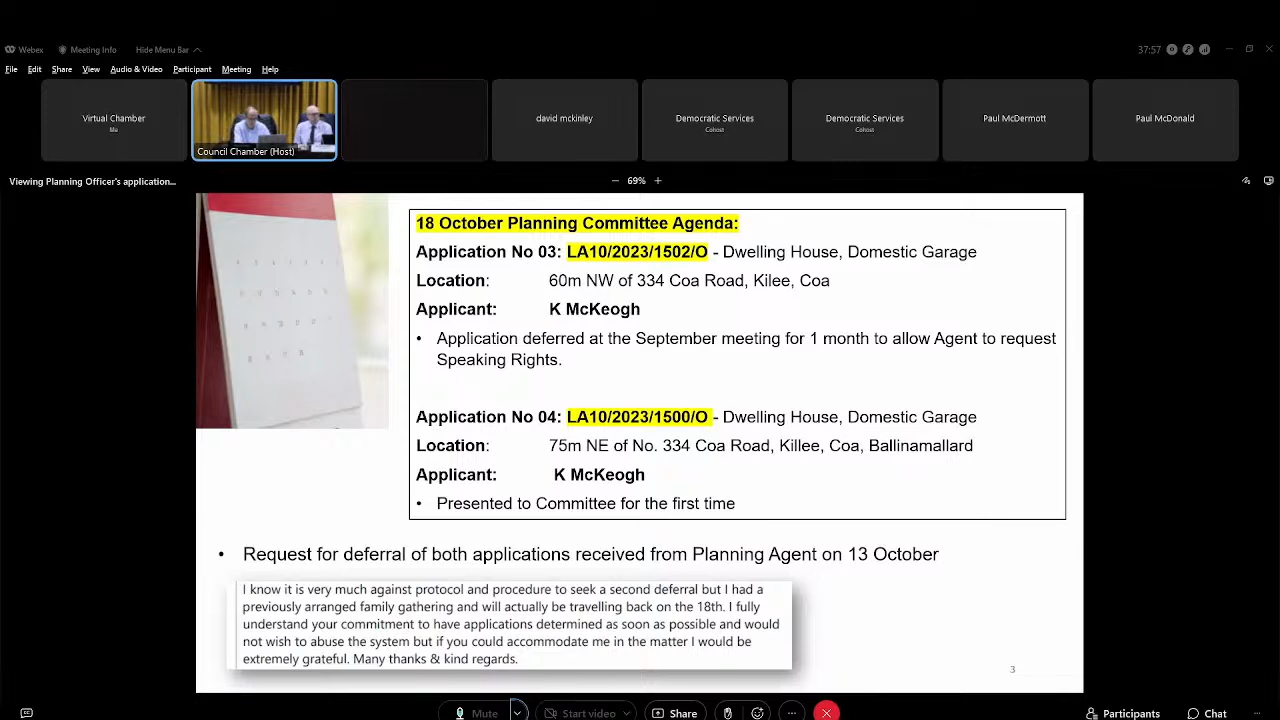 Webex
Meeting Info
Hide Menu Bar
37:57
File Edit Share View Audio & Video Participant Meeting Help
Virtual Chamber
Me
Council Chamber (Host)
david mckinley
Democratic Services
Cohost
Democratic Services
Cohost
Paul McDermott
Paul McDonald
Viewing Planning Officer's application...
69%
18 October Planning Committee Agenda:
Application No 03: LA10/2023/1502/O - Dwelling House, Domestic Garage
Location: 60m NW of 334 Coa Road, Kilee, Coa
Applicant: K McKeogh
• Application deferred at the September meeting for 1 month to allow Agent to request
Speaking Rights.
Application No 04: LA10/2023/1500/O - Dwelling House, Domestic Garage
Location: 75m NE of No. 334 Coa Road, Killee, Coa, Ballinamallard
Applicant: K McKeogh
• Presented to Committee for the first time
• Request for deferral of both applications received from Planning Agent on 13 October
I know it is very much against protocol and procedure to seek a second deferral but I had a
previously arranged family gathering and will actually be travelling back on the 18th. I fully
understand your commitment to have applications determined as soon as possible and would
not wish to abuse the system but if you could accommodate me in the matter I would be
extremely grateful. Many thanks & kind regards.
3
Mute
Start video
Share
Participants
Chat